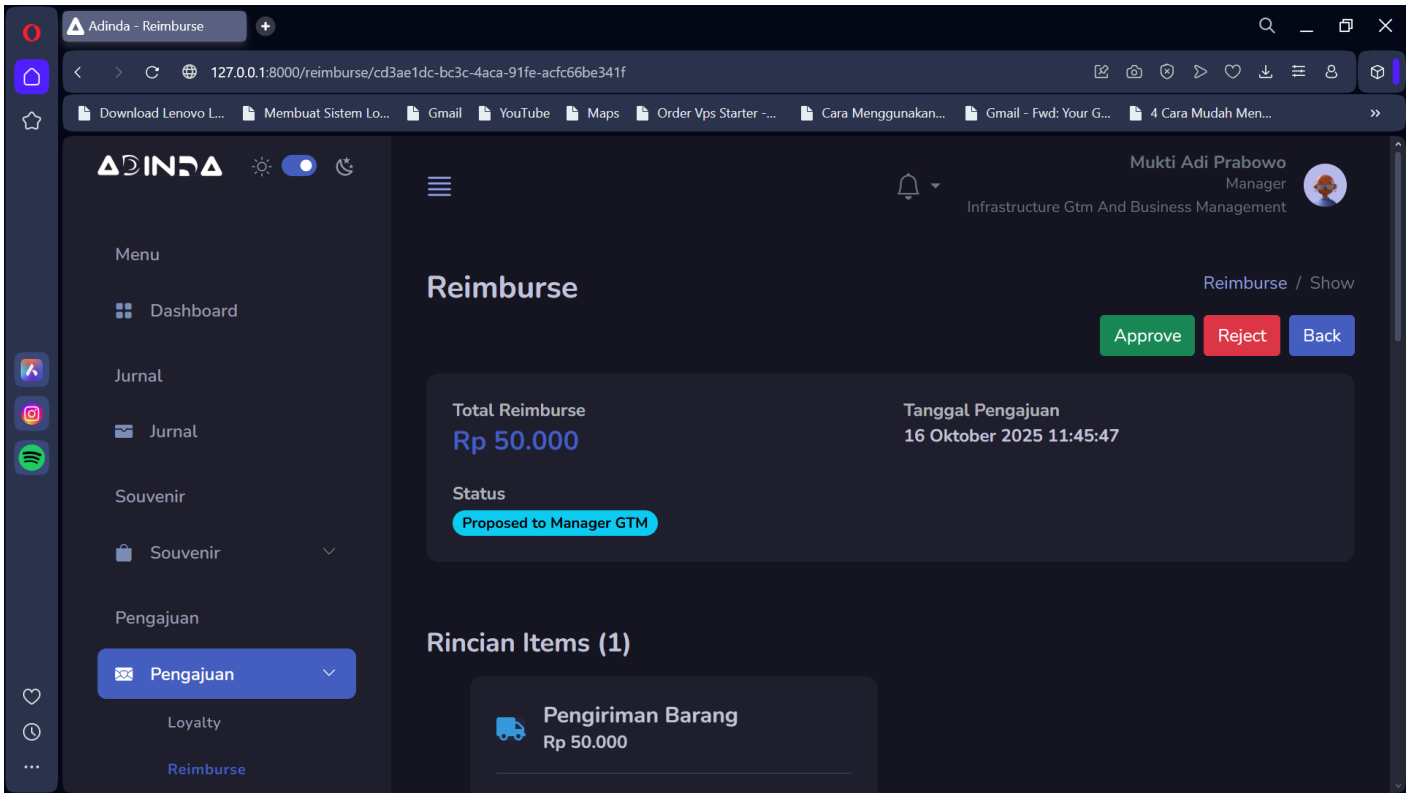 Adinda - Reimburse
127.0.0.1:8000/reimburse/cd3ae1dc-bc3c-4aca-91fe-acfc66be341f
Download Lenovo L... Membuat Sistem Lo... Gmail YouTube Maps Order Vps Starter -... Cara Menggunakan... Gmail - Fwd: Your G... 4 Cara Mudah Men...
ADINDA
Mukti Adi Prabowo
Manager
Infrastructure Gtm And Business Management
Menu
Dashboard
Jurnal
Jurnal
Souvenir
Souvenir
Pengajuan
Pengajuan
Loyalty
Reimburse
Reimburse
Reimburse / Show
Approve Reject Back
Total Reimburse
Rp 50.000
Tanggal Pengajuan
16 Oktober 2025 11:45:47
Status
Proposed to Manager GTM
Rincian Items (1)
Pengiriman Barang
Rp 50.000